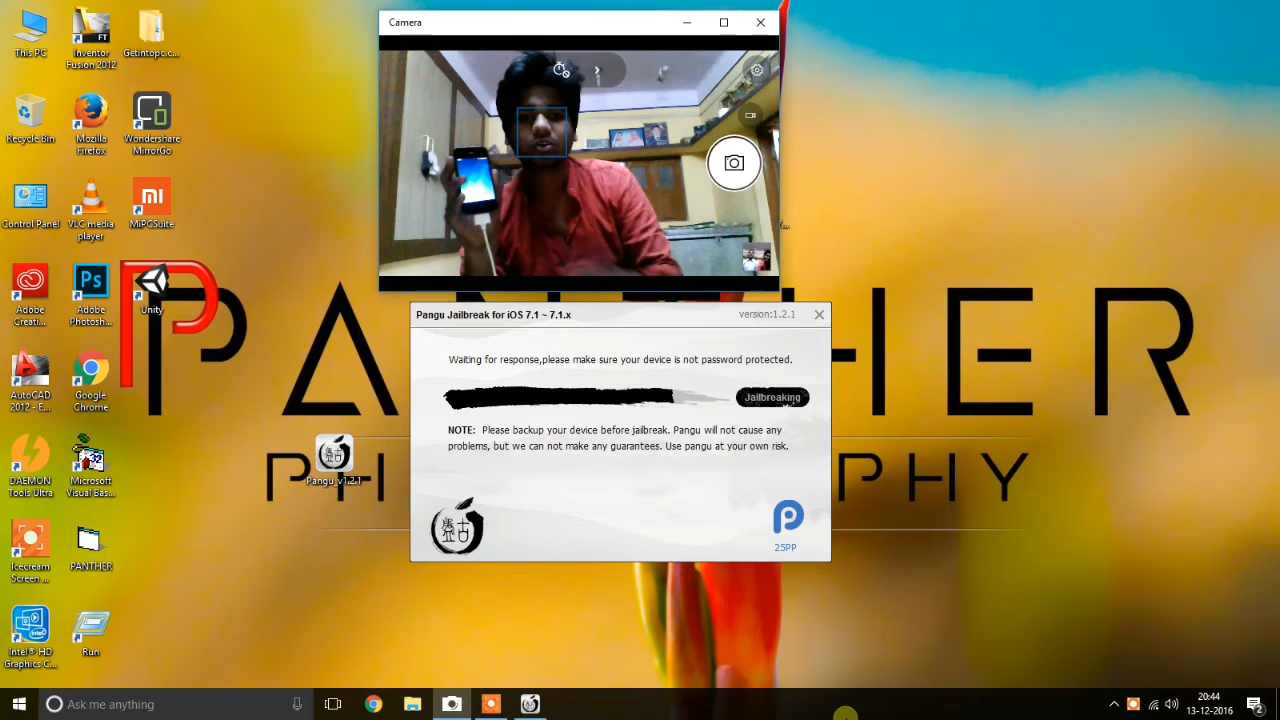 This PC
Inventor
Fusion 2012
FT
Getintopc.c...
Recycle Bin
Mozilla
Firefox
Wondershare
MirrorGo
Control Panel
VLC media
player
MiPCSuite
Adobe
Creati...
Adobe
Photosh...
Unity
AutoCAD
2012 - E...
Google
Chrome
DAEMON
Tools Ultra
Microsoft
Visual Bas...
Icecream
Screen ...
PANTHER
Intel® HD
Graphics C...
Run
Pangu_v1.2.1
Camera
Pangu Jailbreak for iOS 7.1 ~ 7.1.x
version:1.2.1
Waiting for response,please make sure your device is not password protected.
Jailbreaking
NOTE: Please backup your device before jailbreak. Pangu will not cause any
problems, but we can not make any guarantees. Use pangu at your own risk.
25PP
Ask me anything
20:44
13-12-2016
2